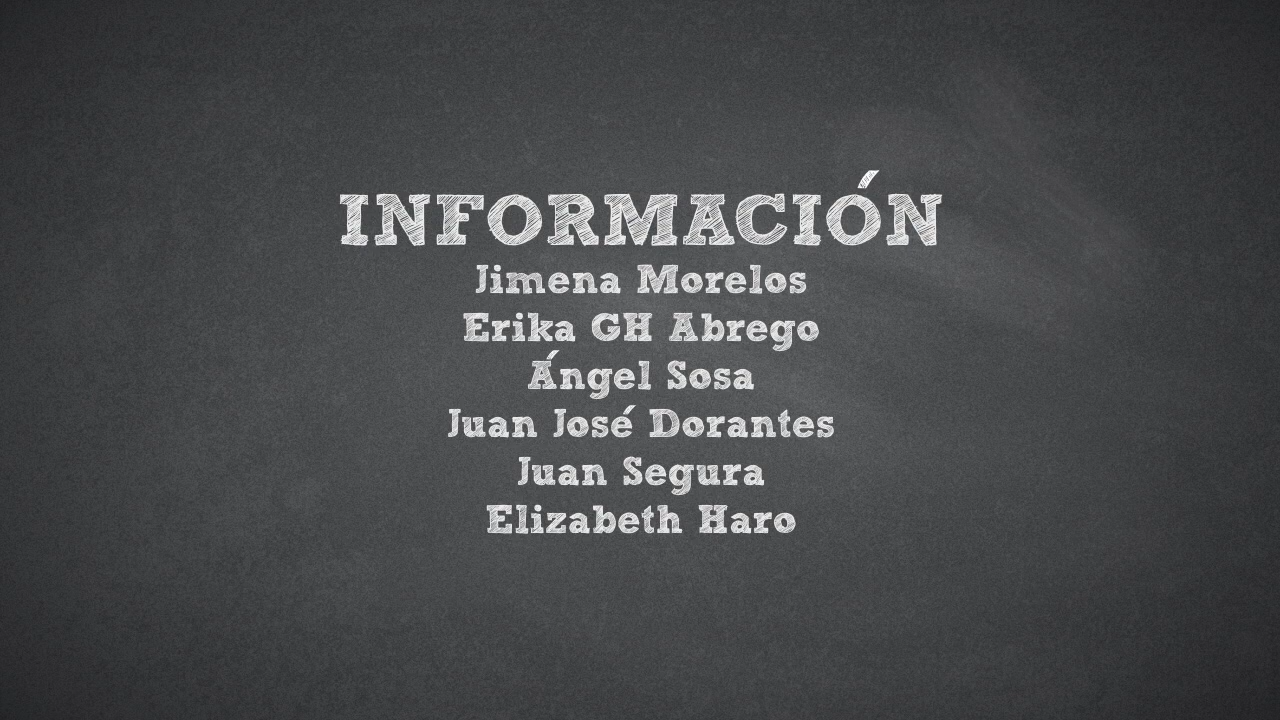 INFORMACIÓN
Jimena Morelos
Erika GH Abrego
Ángel Sosa
Juan José Dorantes
Juan Segura
Elizabeth Haro